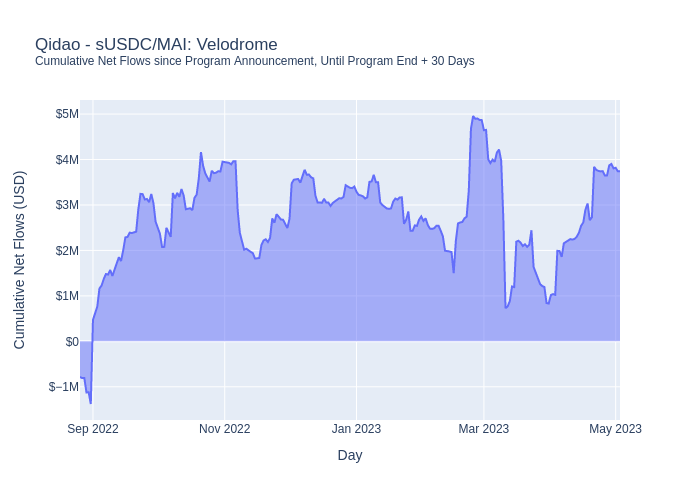 Qidao - sUSDC/MAI: Velodrome
Cumulative Net Flows since Program Announcement, Until Program End + 30 Days
Cumulative Net Flows (USD)
$5M
$4M
$3M
$2M
$1M
$0
$−1M
Sep 2022
Nov 2022
Jan 2023
Mar 2023
May 2023
Day